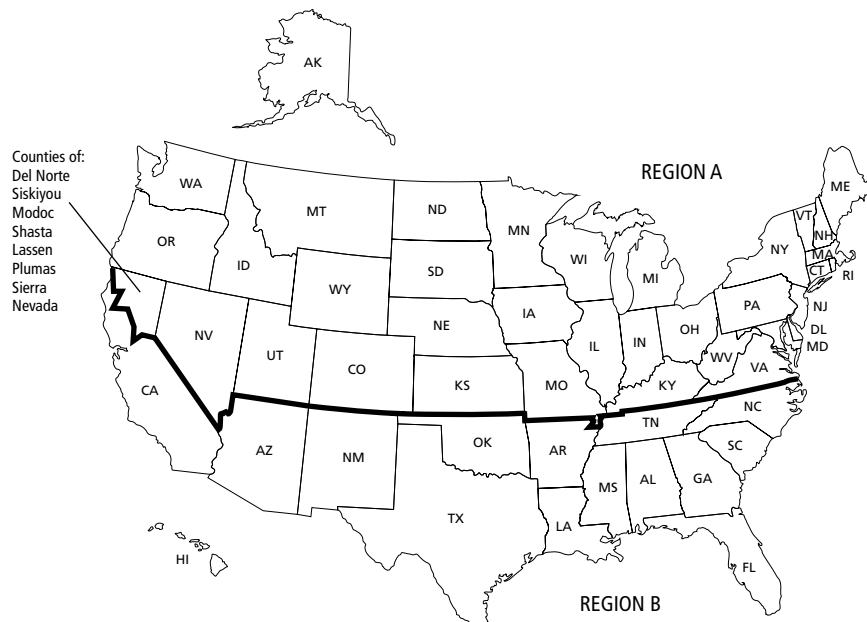 AK
Counties of:
Del Norte
Siskiyou
Modoc
Shasta
Lassen
Plumas
Sierra
Nevada
REGION A
WA
MT
ND
MN
ME
VT
NH
OR
ID
SD
WI
MI
NY
MA
CT
RI
WY
IA
PA
NJ
NE
OH
DL
MD
NV
UT
CO
IL
IN
WV
VA
CA
KS
MO
KY
NC
TN
AZ
NM
OK
AR
SC
MS
AL
GA
TX
LA
HI
FL
REGION B